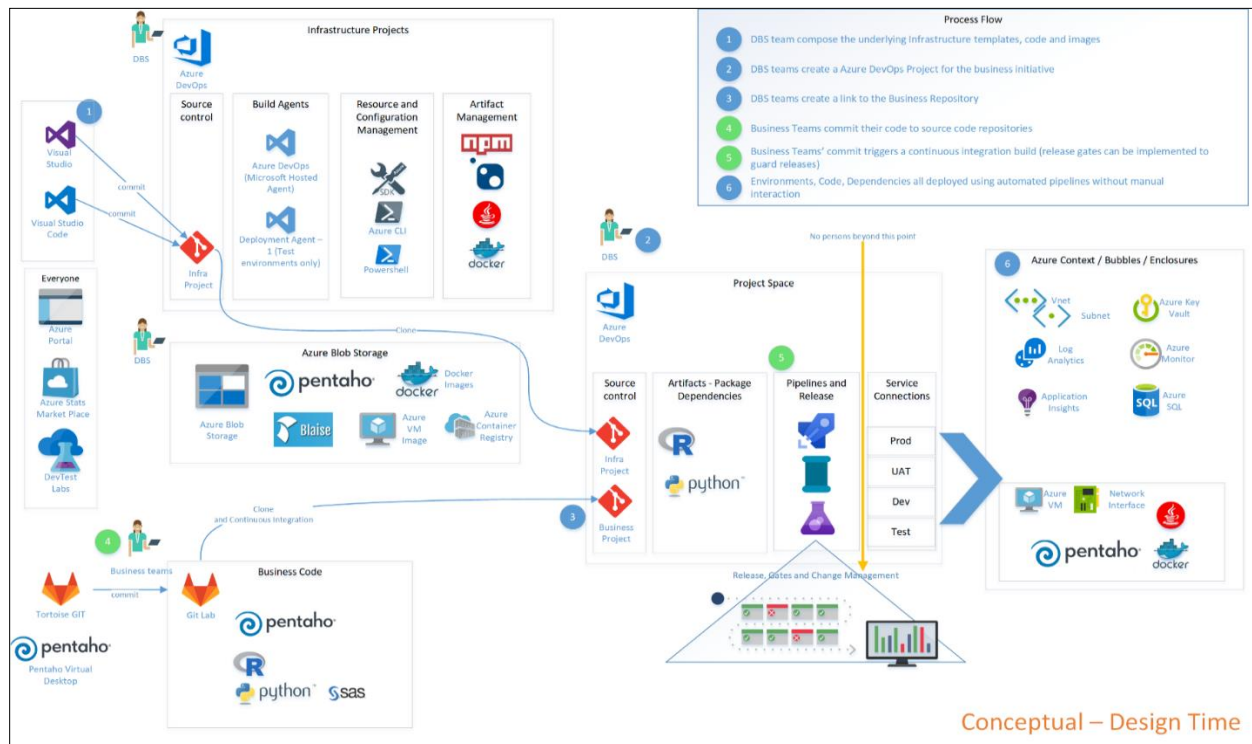 Process Flow
1 DBS team compose the underlying Infrastructure templates, code and images
2 DBS teams create a Azure DevOps Project for the business initiative
3 DBS teams create a link to the Business Repository
4 Business Teams commit their code to source code repositories
5 Business Teams' commit triggers a continuous integration build (release gates can be implemented to
guard releases)
6 Environments, Code, Dependencies all deployed using automated pipelines without manual
interaction
DBS
Infrastructure Projects
Azure
DevOps
Source
control
Infra
Project
Build Agents
Azure DevOps
(Microsoft Hosted
Agent)
Deployment Agent –
1 (Test
environments only)
Resource and
Configuration
Management
SDK
Azure CLI
Powershell
Artifact
Management
npm
Java
docker
1
Visual
Studio
Visual Studio
Code
commit
commit
Everyone
Azure
Portal
Azure Stats
Market Place
DevTest
Labs
DBS
Azure Blob Storage
Azure Blob
Storage
pentaho
docker
Docker
Images
Blaise
Azure
VM
Image
Azure
Container
Registry
Clone
Clone
and Continuous Integration
4
Business teams
Tortoise GIT
commit
Git Lab
pentaho
Pentaho Virtual
Desktop
Business Code
pentaho
R
python™
sas
DBS
2
No persons beyond this point
Project Space
Azure
DevOps
Source
control
Infra
Project
3
Business
Project
Artifacts - Package
Dependencies
R
python™
5
Pipelines and
Release
Service
Connections
Prod
UAT
Dev
Test
Release, Gates and Change Management
6
Azure Context / Bubbles / Enclosures
Vnet
Subnet
Azure Key
Vault
Log
Analytics
Azure
Monitor
Application
Insights
SQL
Azure
SQL
Azure
VM
Network
Interface
Java
pentaho
docker
Conceptual – Design Time